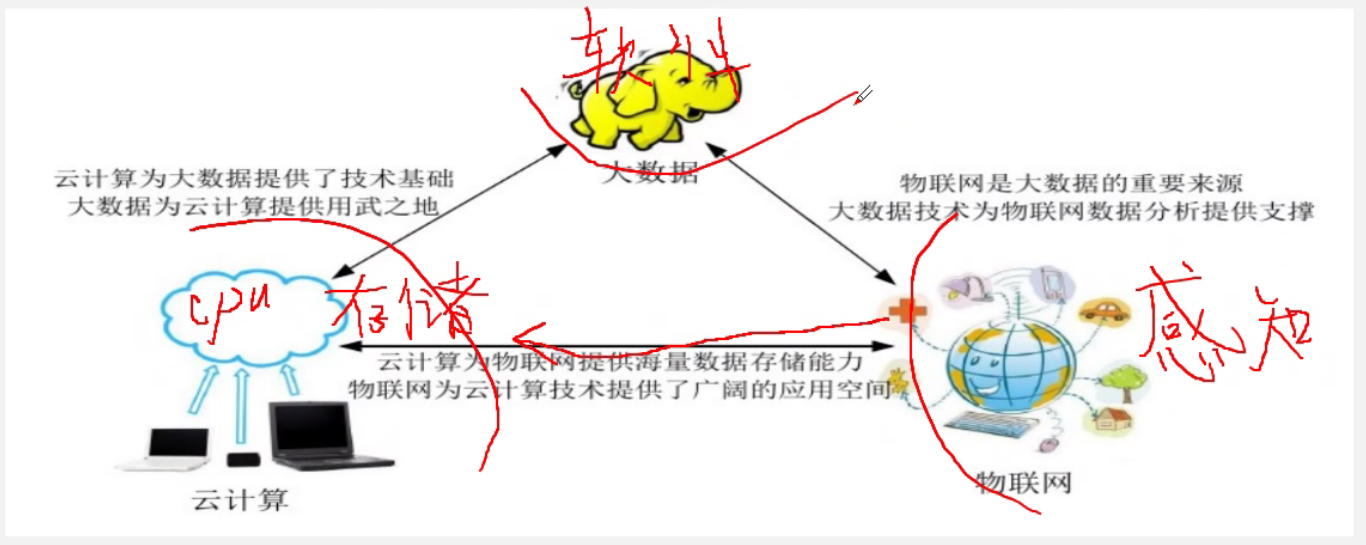 软件
大数据
云计算为大数据提供了技术基础
大数据为云计算提供用武之地
物联网是大数据的重要来源
大数据技术为物联网数据分析提供支撑
cpu 存储
感知
云计算为物联网提供海量数据存储能力
物联网为云计算技术提供了广阔的应用空间
云计算
物联网